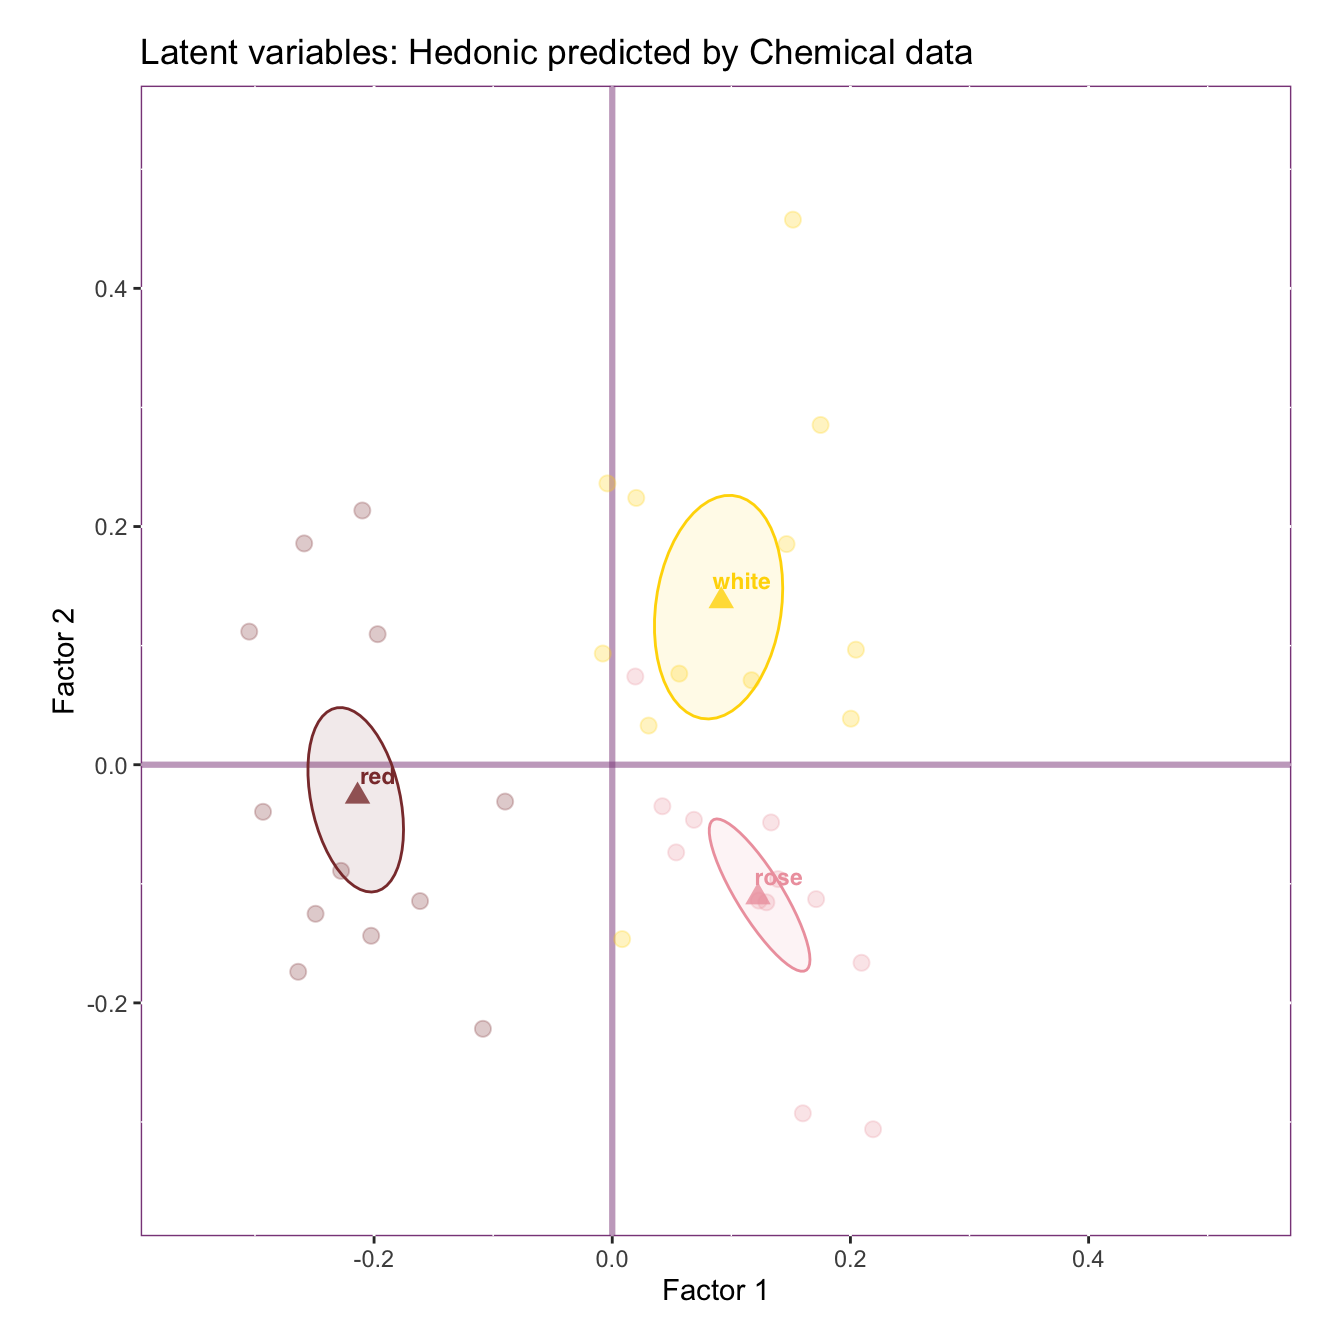 Latent variables: Hedonic predicted by Chemical data
0.4
0.2
white
0.0
red
rose
-0.2
-0.2 0.0 0.2 0.4
Factor 1
Factor 2